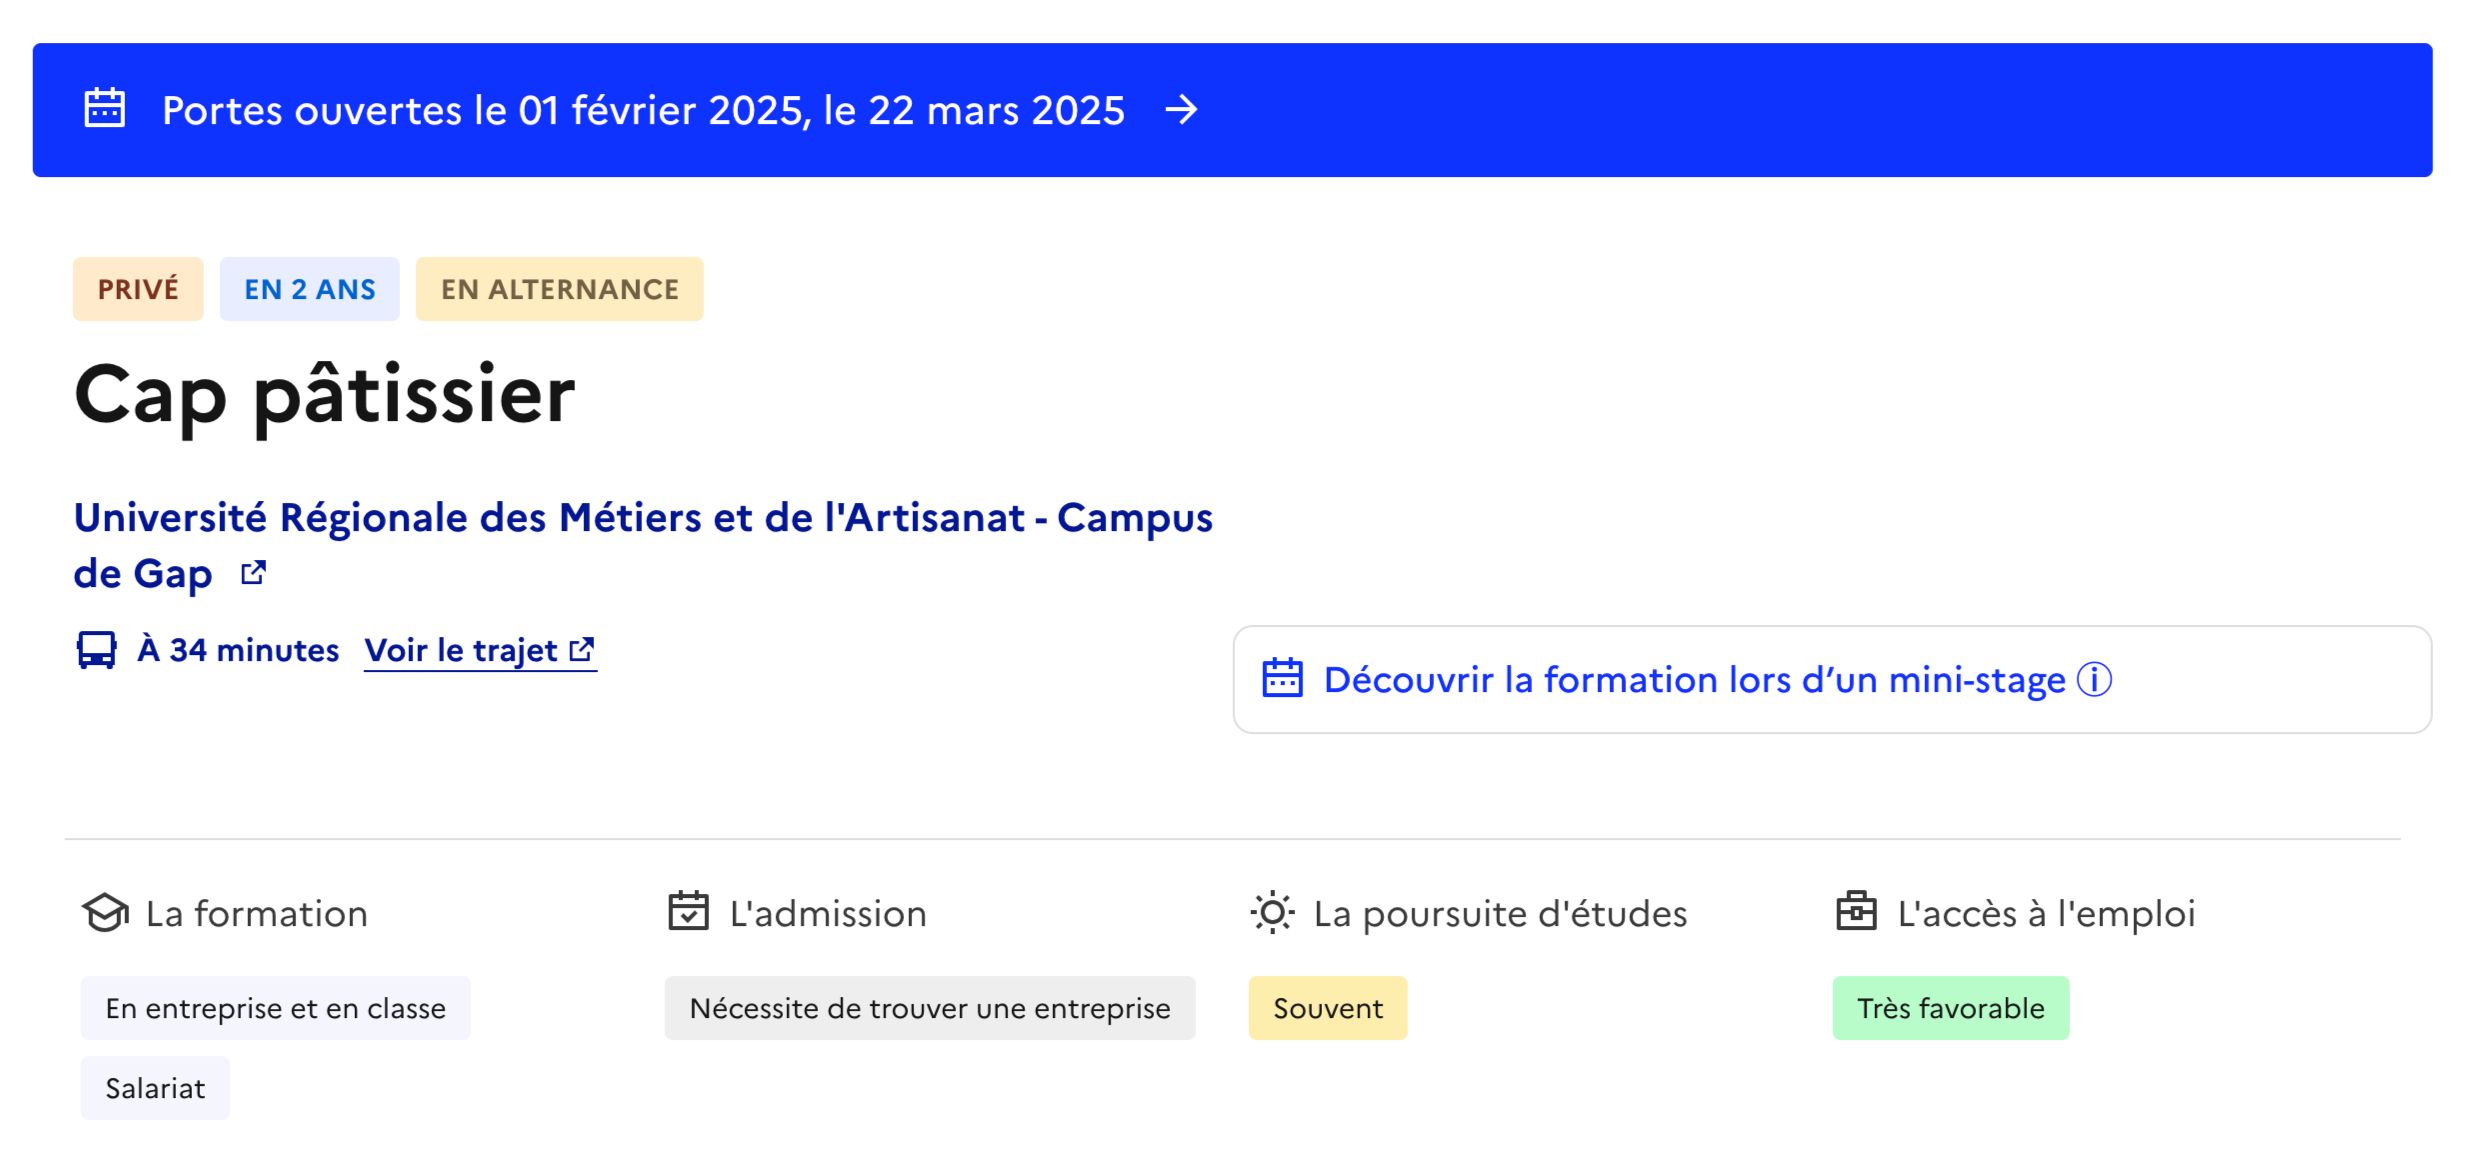 Portes ouvertes le 01 février 2025, le 22 mars 2025
PRIVÉ EN 2 ANS EN ALTERNANCE
Cap pâtissier
Université Régionale des Métiers et de l'Artisanat - Campus
de Gap
À 34 minutes Voir le trajet
Découvrir la formation lors d’un mini-stage
La formation
En entreprise et en classe
Salariat
L'admission
Nécessite de trouver une entreprise
La poursuite d'études
Souvent
L'accès à l'emploi
Très favorable